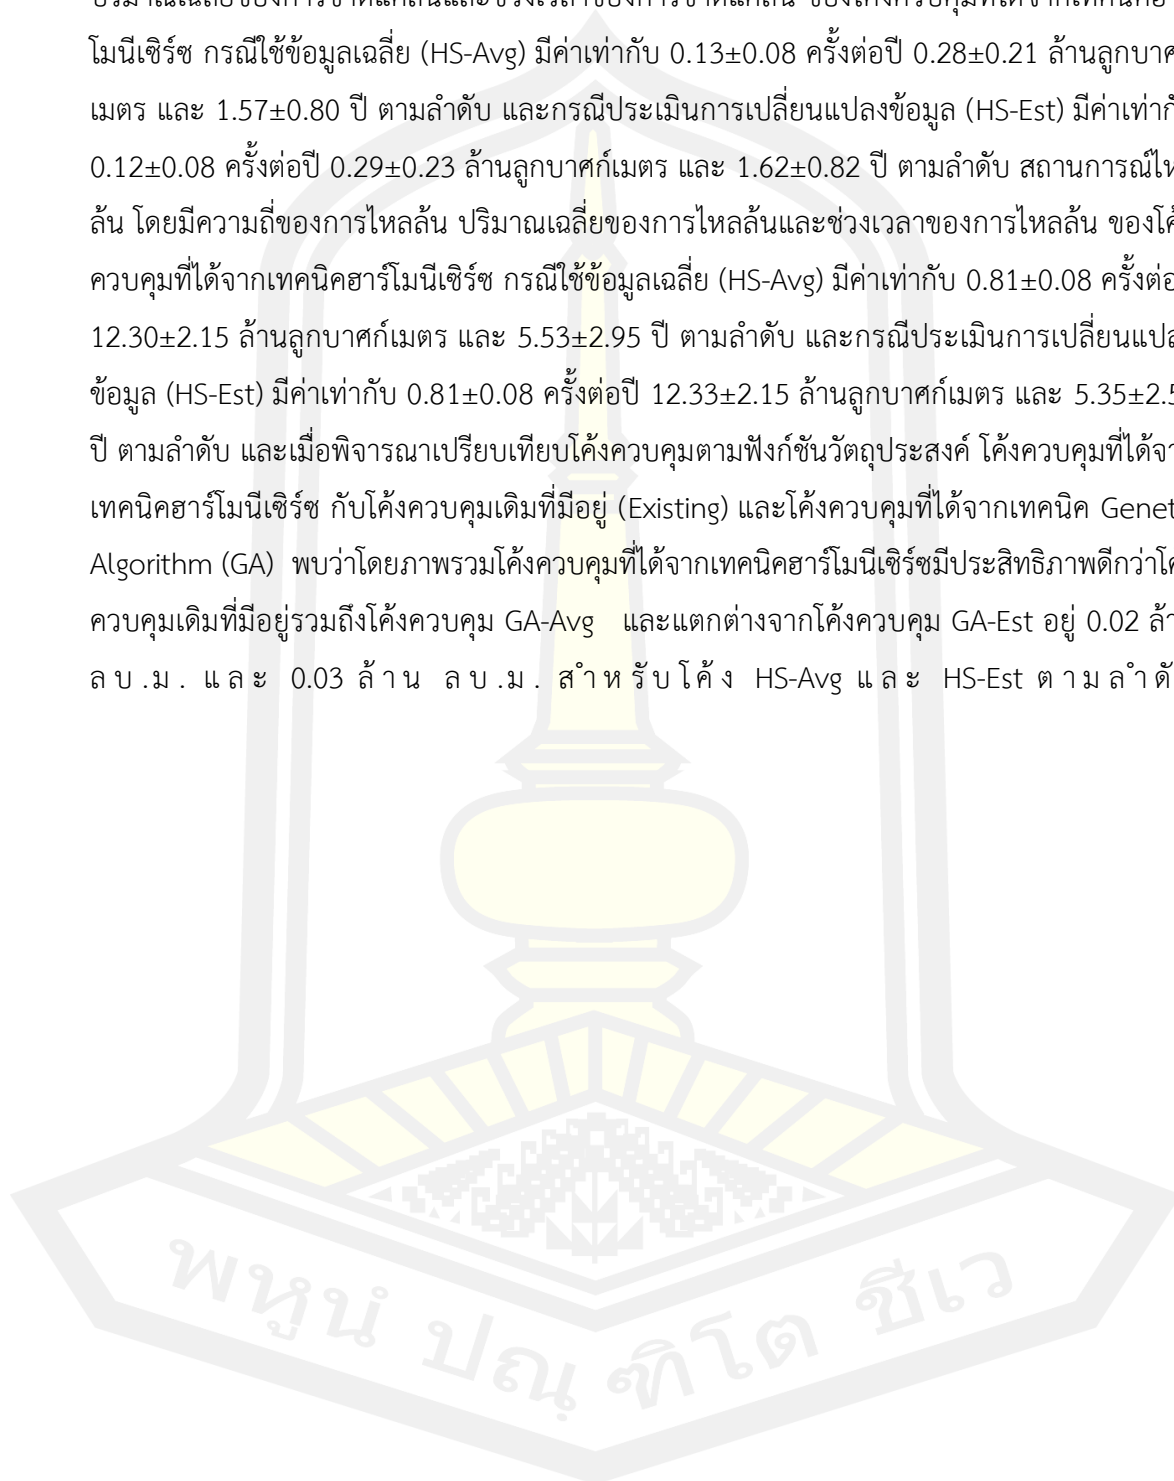 โมนีเซิร์ซ กรณีใช้ข้อมูลเฉลี่ย (HS-Avg) มีค่าเท่ากับ 0.13±0.08 ครั้งต่อปี 0.28±0.21 ล้านลูกบาศ
เมตร และ 1.57±0.80 ปี ตามลำดับ และกรณีประเมินการเปลี่ยนแปลงข้อมูล (HS-Est) มีค่าเท่า
0.12±0.08 ครั้งต่อปี 0.29±0.23 ล้านลูกบาศก์เมตร และ 1.62±0.82 ปี ตามลำดับ สถานการณ์ไห
ล้น โดยมีความถี่ของการไหลล้น ปริมาณเฉลี่ยของการไหลล้นและช่วงเวลาของการไหลล้น ของโค้
ควบคุมที่ได้จากเทคนิคฮาร์โมนีเซิร์ซ กรณีใช้ข้อมูลเฉลี่ย (HS-Avg) มีค่าเท่ากับ 0.81±0.08 ครั้งต่อ
12.30±2.15 ล้านลูกบาศก์เมตร และ 5.53±2.95 ปี ตามลำดับ และกรณีประเมินการเปลี่ยนแปล
ข้อมูล (HS-Est) มีค่าเท่ากับ 0.81±0.08 ครั้งต่อปี 12.33±2.15 ล้านลูกบาศก์เมตร และ 5.35±2.5
ปี ตามลำดับ และเมื่อพิจารณาเปรียบเทียบโค้งควบคุมตามฟังก์ชันวัตถุประสงค์ โค้งควบคุมที่ได้จา
เทคนิคฮาร์โมนีเซิร์ซ กับโค้งควบคุมเดิมที่มีอยู่ (Existing) และโค้งควบคุมที่ได้จากเทคนิค Genet
Algorithm (GA) พบว่าโดยภาพรวมโค้งควบคุมที่ได้จากเทคนิคฮาร์โมนีเซิร์ซมีประสิทธิภาพดีกว่าโค้
ควบคุมเดิมที่มีอยู่รวมถึงโค้งควบคุม GA-Avg และแตกต่างจากโค้งควบคุม GA-Est อยู่ 0.02 ล้า
ลบ.ม. และ 0.03 ล้าน ลบ.ม. สำหรับโค้ง HS-Avg และ HS-Est ตามลำดั
พหูนํ ปณฺฑิโต ชีเว